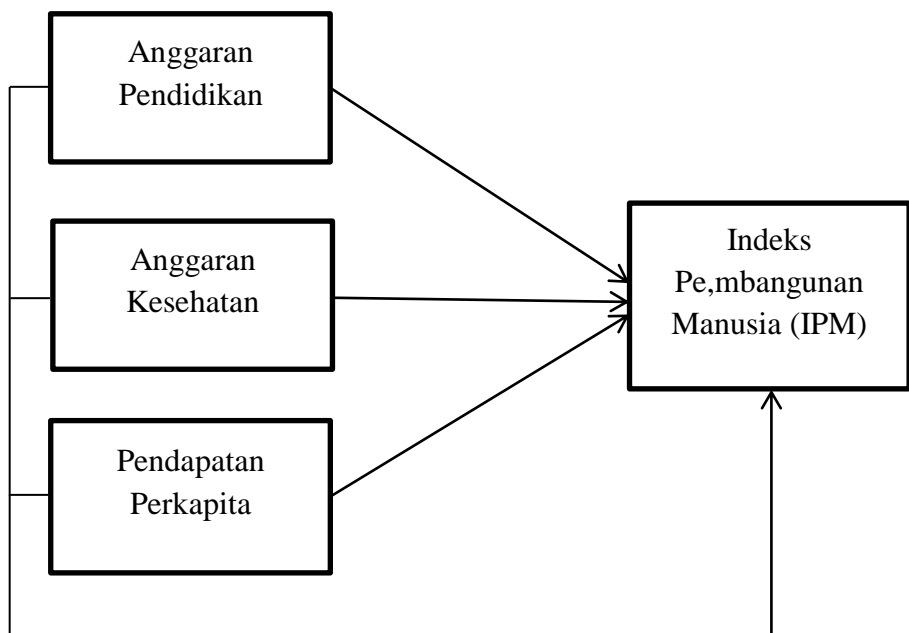 Anggaran
Pendidikan
Anggaran
Kesehatan
Pendapatan
Perkapita
Indeks
Pe,mbangunan
Manusia (IPM)